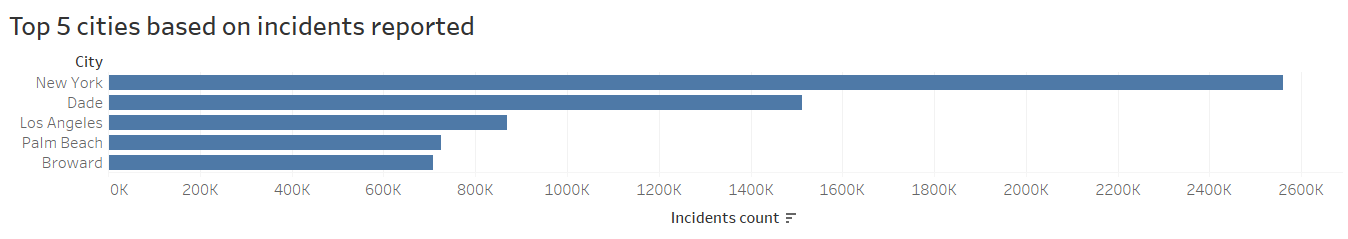 Top 5 cities based on incidents reported
City
New York
Dade
Los Angeles
Palm Beach
Broward
0K 200K 400K 600K 800K 1000K 1200K 1400K 1600K 1800K 2000K 2200K 2400K 2600K
Incidents count